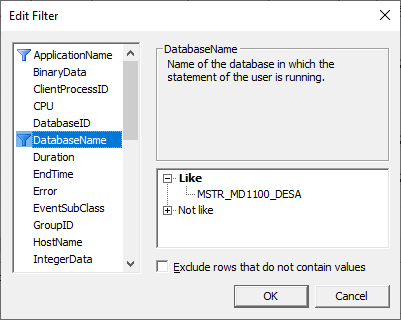 Edit Filter
ApplicationName
BinaryData
ClientProcessID
CPU
DatabaseID
DatabaseName
Duration
EndTime
Error
EventSubClass
GroupID
HostName
IntegerData
DatabaseName
Name of the database in which the
statement of the user is running.
Like
MSTR_MD1100_DESA
Not like
Exclude rows that do not contain values
OK
Cancel